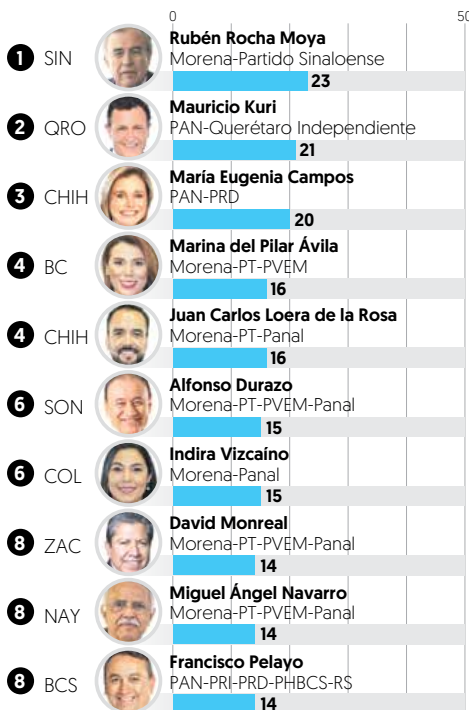 0 50
1 SIN Rubén Rocha Moya
Morena-Partido Sinaloense
23
2 QRO Mauricio Kuri
PAN-Querétaro Independiente
21
3 CHIH María Eugenia Campos
PAN-PRD
20
4 BC Marina del Pilar Ávila
Morena-PT-PVEM
16
4 CHIH Juan Carlos Loera de la Rosa
Morena-PT-Panal
16
6 SON Alfonso Durazo
Morena-PT-PVEM-Panal
15
6 COL Indira Vizcaíno
Morena-Panal
15
8 ZAC David Monreal
Morena-PT-PVEM-Panal
14
8 NAY Miguel Ángel Navarro
Morena-PT-PVEM-Panal
14
8 BCS Francisco Pelayo
PAN-PRI-PRD-PHBCS-RS
14